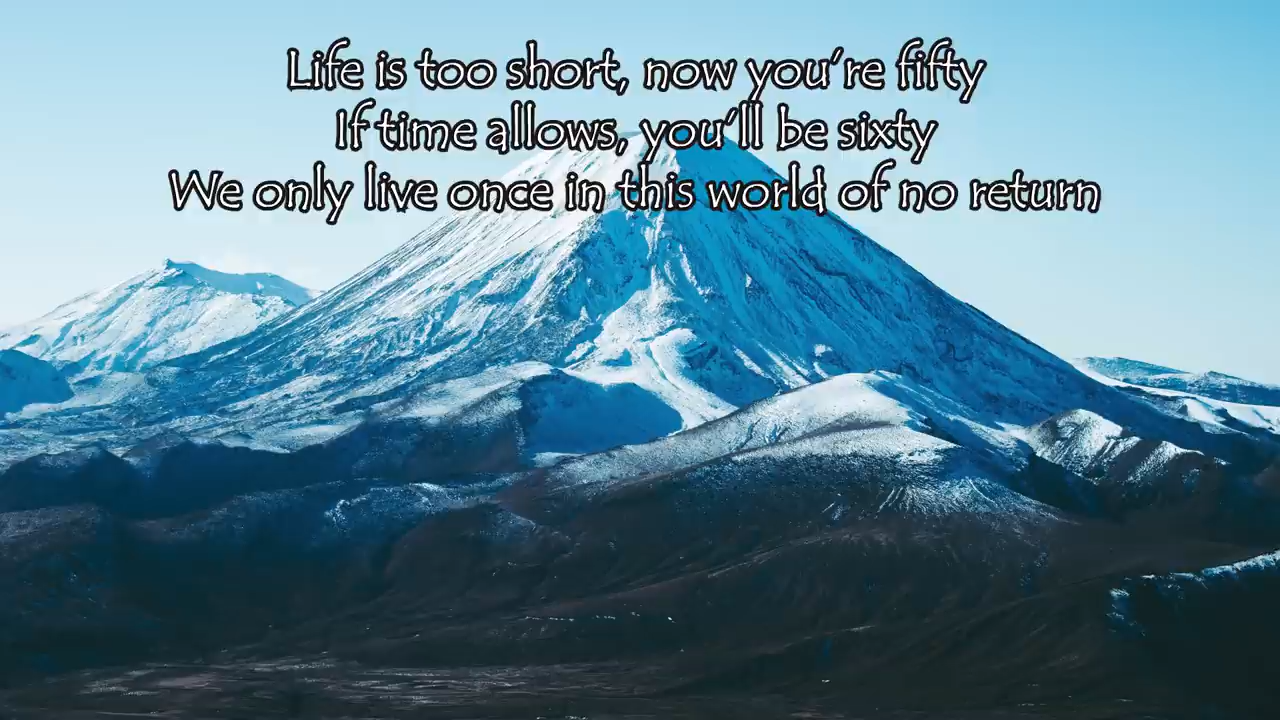 Life is too short, now you're fifty
If time allows, you'll be sixty
We only live once in this world of no return